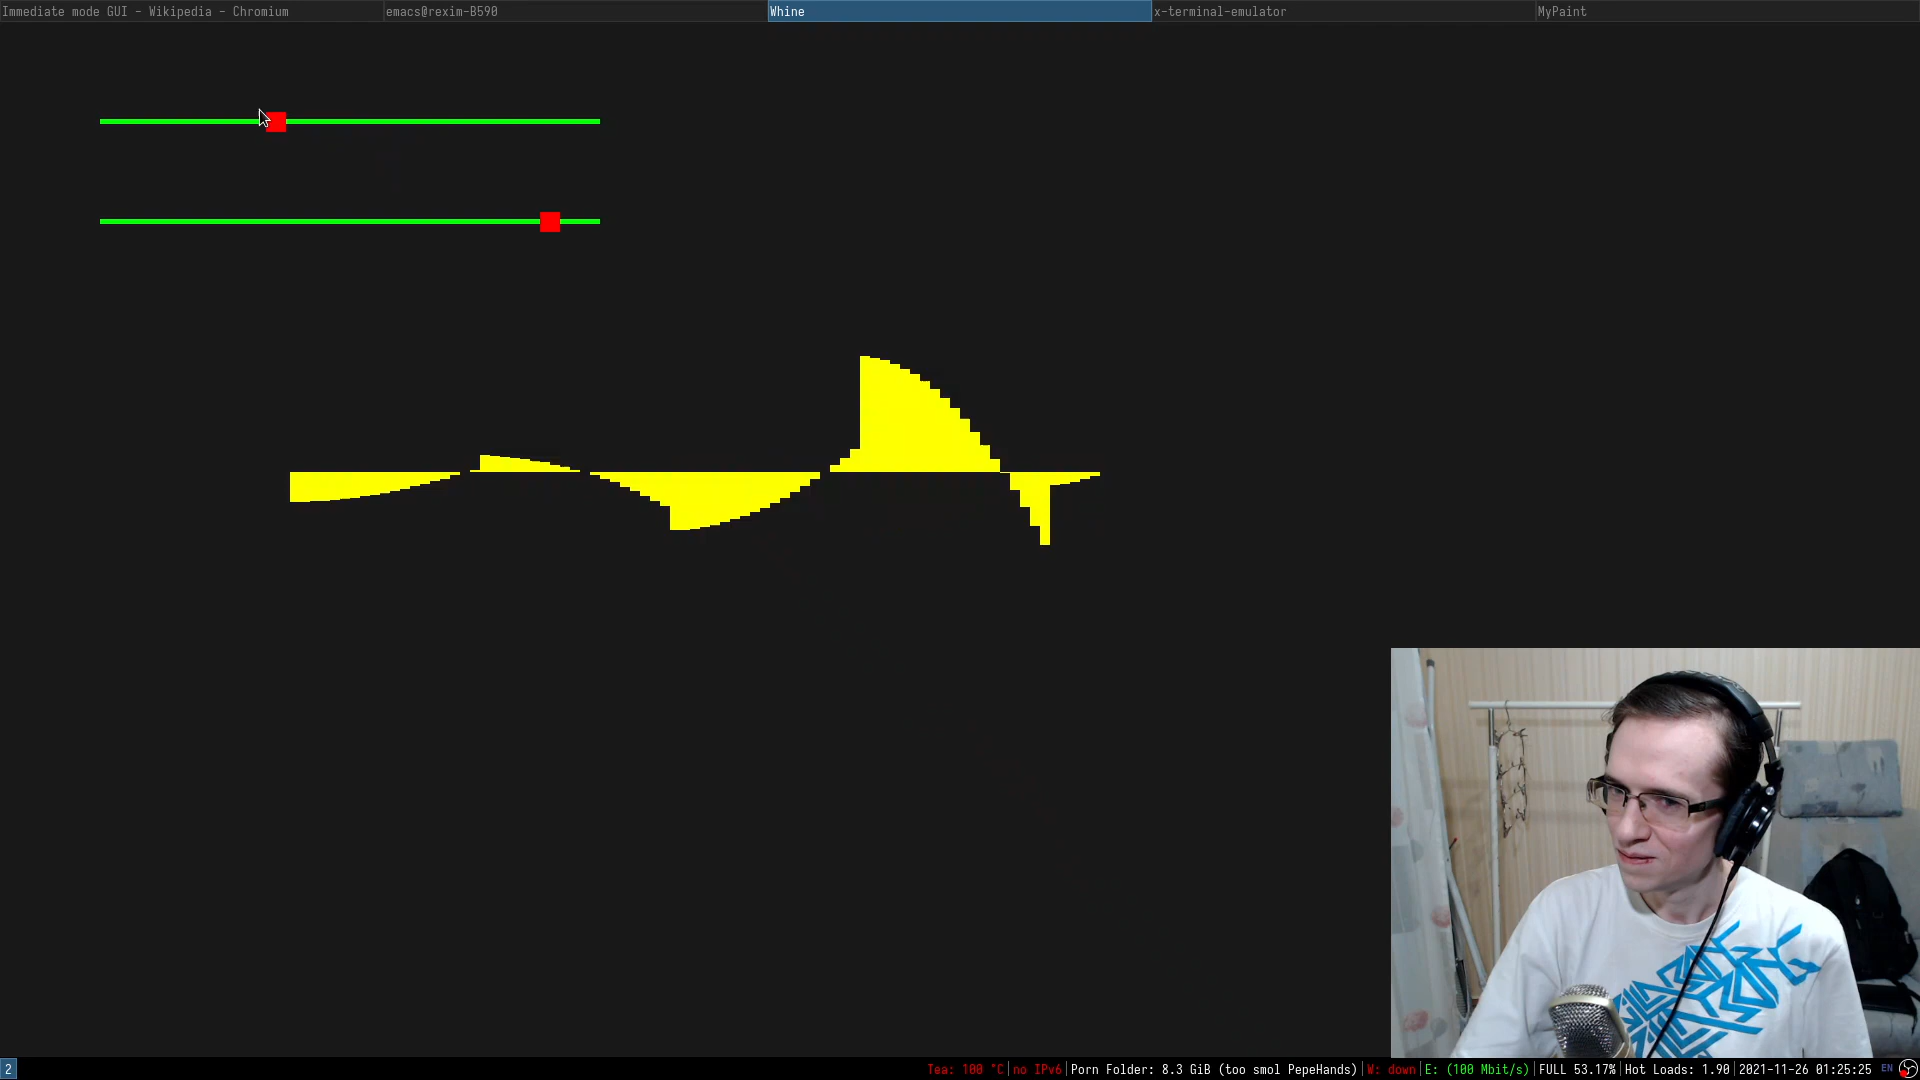 Immediate mode GUI - Wikipedia - Chromium
emacs@rexim-B590
Whine
x-terminal-emulator
MyPaint
2
Tea: 100 °C|no IPv6|Porn Folder: 8.3 GiB (too smol PepeHands)|W: down|E: (100 Mbit/s)|FULL 53.17%|Hot Loads: 1.90|2021-11-26 01:25:25 EN